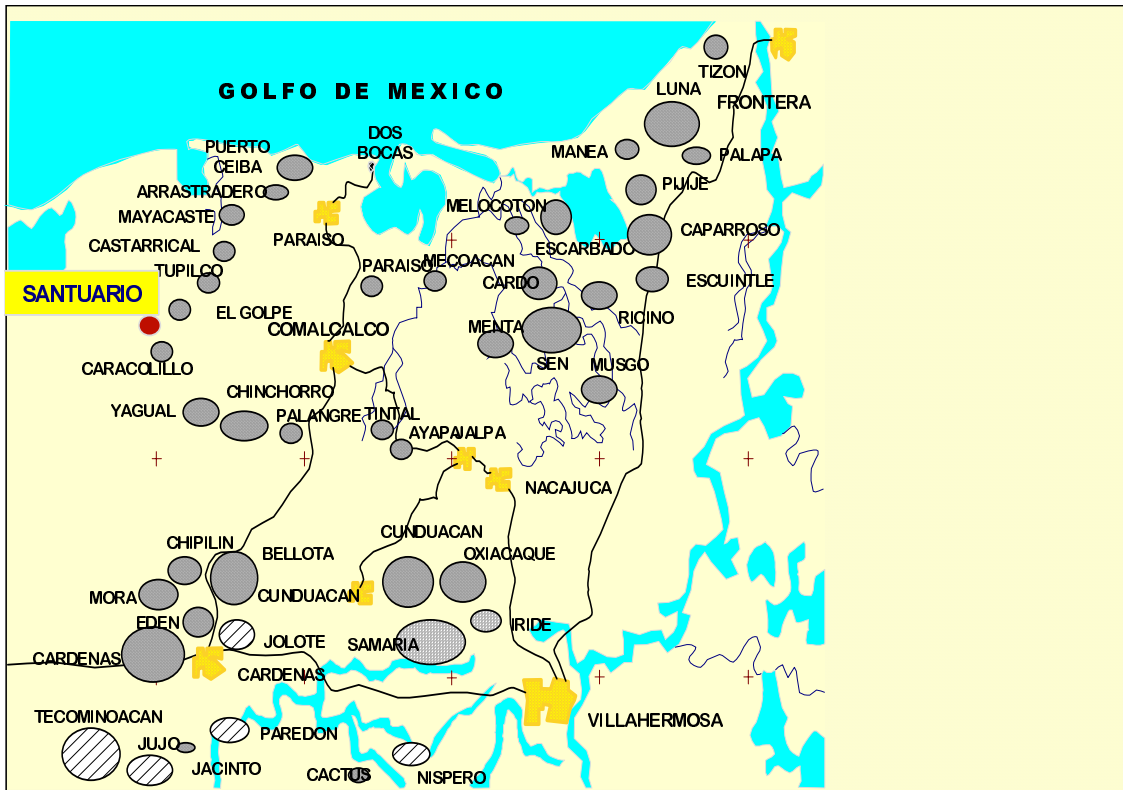 TIZON
LUNA
GOLFO DE MEXICO
FRONTERA
DOS
BOCAS
PUERTO
CEIBA
MANEA
PALAPA
ARRASTRADERO
PIJIJE
MELOCOTON
MAYACASTE
CAPARROSO
PARAISO
CASTARRICAL
ESCARBADO
MECOACAN
PARAISO
TUPILCO
CARDO
ESCUINTLE
SANTUARIO
EL GOLPE
RICINO
COMALCALCO
MENTA
CARACOLILLO
SEN
MUSGO
CHINCHORRO
YAGUAL
PALANGRE
TINTAL
AYAPA
JALPA
NACAJUCA
CUNDUACAN
CHIPILIN
BELLOTA
OXIACAQUE
MORA
CUNDUACAN
EDEN
IRIDE
JOLOTE
SAMARIA
CARDENAS
CARDENAS
TECOMINOACAN
VILLAHERMOSA
PAREDON
JUJO
JACINTO
CACTUS
NISPERO